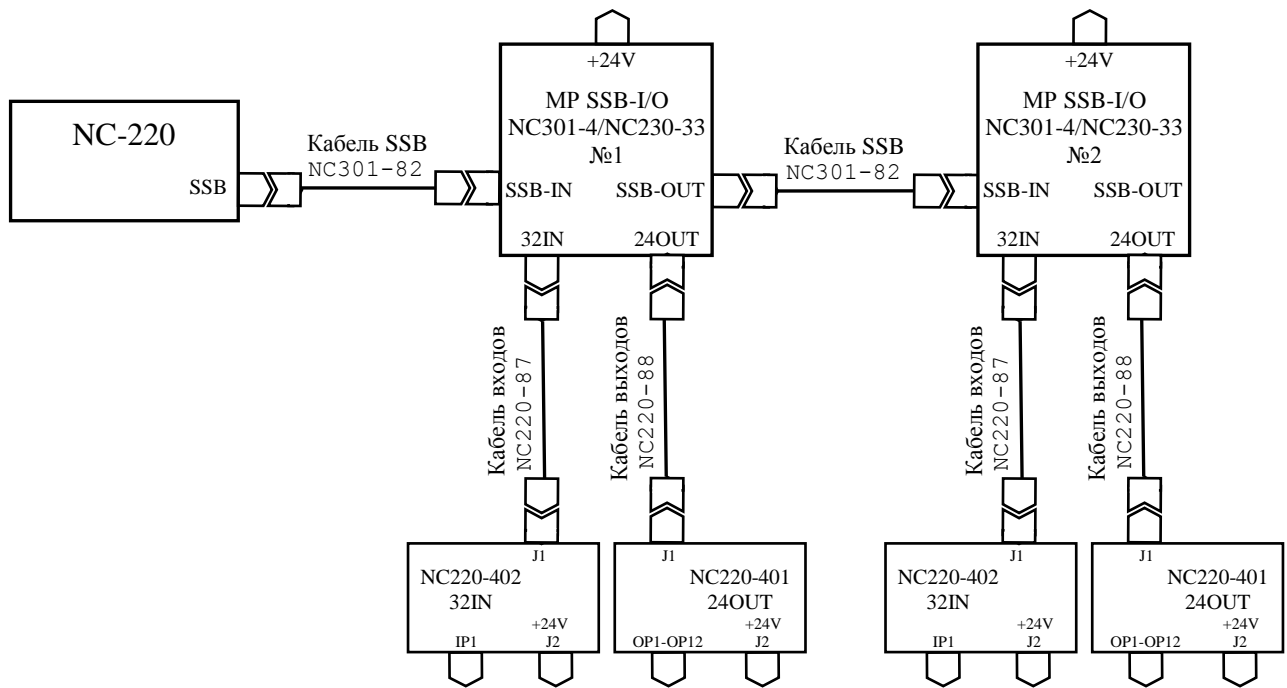 +24V
MP SSB-I/O
NC301-4/NC230-33
№1
SSB-IN
SSB-OUT
32IN
24OUT
+24V
MP SSB-I/O
NC301-4/NC230-33
№2
SSB-IN
SSB-OUT
32IN
24OUT
NC-220
SSB
Кабель SSB
NC301-82
Кабель SSB
NC301-82
Кабель входов
NC220-87
Кабель выходов
NC220-88
Кабель входов
NC220-87
Кабель выходов
NC220-88
J1
NC220-402
32IN
+24V
IP1
J2
J1
NC220-401
24OUT
+24V
OP1-OP12
J2
J1
NC220-402
32IN
+24V
IP1
J2
J1
NC220-401
24OUT
+24V
OP1-OP12
J2